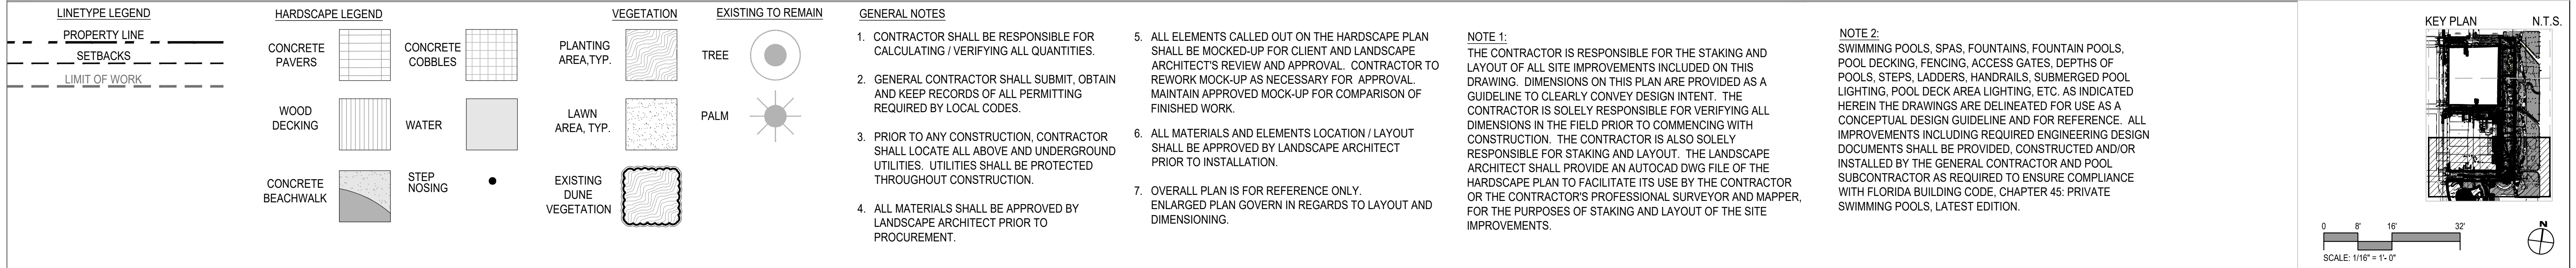 LINETYPE LEGEND
PROPERTY LINE
SETBACKS
LIMIT OF WORK
HARDSCAPE LEGEND
CONCRETE
PAVERS
CONCRETE
COBBLES
WOOD
DECKING
WATER
CONCRETE
BEACHWALK
STEP
NOSING
VEGETATION
PLANTING
AREA,TYP.
LAWN
AREA, TYP.
EXISTING
DUNE
VEGETATION
EXISTING TO REMAIN
TREE
PALM
GENERAL NOTES
1. CONTRACTOR SHALL BE RESPONSIBLE FOR
CALCULATING / VERIFYING ALL QUANTITIES.
2. GENERAL CONTRACTOR SHALL SUBMIT, OBTAIN
AND KEEP RECORDS OF ALL PERMITTING
REQUIRED BY LOCAL CODES.
3. PRIOR TO ANY CONSTRUCTION, CONTRACTOR
SHALL LOCATE ALL ABOVE AND UNDERGROUND
UTILITIES. UTILITIES SHALL BE PROTECTED
THROUGHOUT CONSTRUCTION.
4. ALL MATERIALS SHALL BE APPROVED BY
LANDSCAPE ARCHITECT PRIOR TO
PROCUREMENT.
5. ALL ELEMENTS CALLED OUT ON THE HARDSCAPE PLAN
SHALL BE MOCKED-UP FOR CLIENT AND LANDSCAPE
ARCHITECT'S REVIEW AND APPROVAL. CONTRACTOR TO
REWORK MOCK-UP AS NECESSARY FOR APPROVAL.
MAINTAIN APPROVED MOCK-UP FOR COMPARISON OF
FINISHED WORK.
6. ALL MATERIALS AND ELEMENTS LOCATION / LAYOUT
SHALL BE APPROVED BY LANDSCAPE ARCHITECT
PRIOR TO INSTALLATION.
7. OVERALL PLAN IS FOR REFERENCE ONLY.
ENLARGED PLAN GOVERN IN REGARDS TO LAYOUT AND
DIMENSIONING.
NOTE 1:
THE CONTRACTOR IS RESPONSIBLE FOR THE STAKING AND
LAYOUT OF ALL SITE IMPROVEMENTS INCLUDED ON THIS
DRAWING. DIMENSIONS ON THIS PLAN ARE PROVIDED AS A
GUIDELINE TO CLEARLY CONVEY DESIGN INTENT. THE
CONTRACTOR IS SOLELY RESPONSIBLE FOR VERIFYING ALL
DIMENSIONS IN THE FIELD PRIOR TO COMMENCING WITH
CONSTRUCTION. THE CONTRACTOR IS ALSO SOLELY
RESPONSIBLE FOR STAKING AND LAYOUT. THE LANDSCAPE
ARCHITECT SHALL PROVIDE AN AUTOCAD DWG FILE OF THE
HARDSCAPE PLAN TO FACILITATE ITS USE BY THE CONTRACTOR
OR THE CONTRACTOR'S PROFESSIONAL SURVEYOR AND MAPPER,
FOR THE PURPOSES OF STAKING AND LAYOUT OF THE SITE
IMPROVEMENTS.
NOTE 2:
SWIMMING POOLS, SPAS, FOUNTAINS, FOUNTAIN POOLS,
POOL DECKING, FENCING, ACCESS GATES, DEPTHS OF
POOLS, STEPS, LADDERS, HANDRAILS, SUBMERGED POOL
LIGHTING, POOL DECK AREA LIGHTING, ETC. AS INDICATED
HEREIN THE DRAWINGS ARE DELINEATED FOR USE AS A
CONCEPTUAL DESIGN GUIDELINE AND FOR REFERENCE. ALL
IMPROVEMENTS INCLUDING REQUIRED ENGINEERING DESIGN
DOCUMENTS SHALL BE PROVIDED, CONSTRUCTED AND/OR
INSTALLED BY THE GENERAL CONTRACTOR AND POOL
SUBCONTRACTOR AS REQUIRED TO ENSURE COMPLIANCE
WITH FLORIDA BUILDING CODE, CHAPTER 45: PRIVATE
SWIMMING POOLS, LATEST EDITION.
KEY PLAN N.T.S.
0 8' 16' 32'
SCALE: 1/16" = 1'- 0"
N